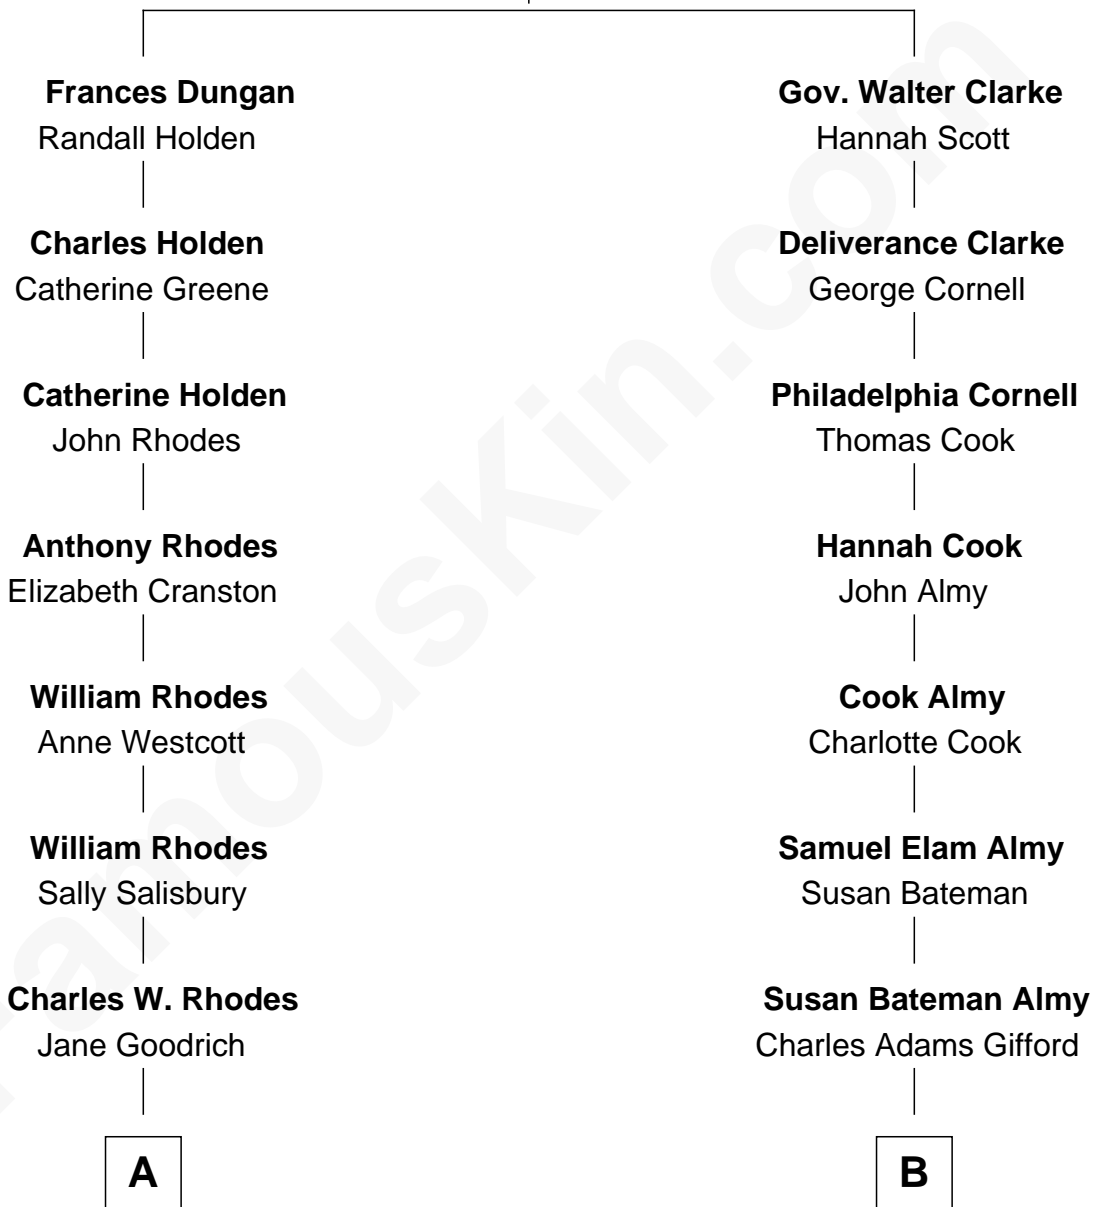 Frances Dungan
Randall Holden
Charles Holden
Catherine Greene
Catherine Holden
John Rhodes
Anthony Rhodes
Elizabeth Cranston
William Rhodes
Anne Westcott
William Rhodes
Sally Salisbury
Charles W. Rhodes
Jane Goodrich
A
Gov. Walter Clarke
Hannah Scott
Deliverance Clarke
George Cornell
Philadelphia Cornell
Thomas Cook
Hannah Cook
John Almy
Cook Almy
Charlotte Cook
Samuel Elam Almy
Susan Bateman
Susan Bateman Almy
Charles Adams Gifford
B
FamousKin.com